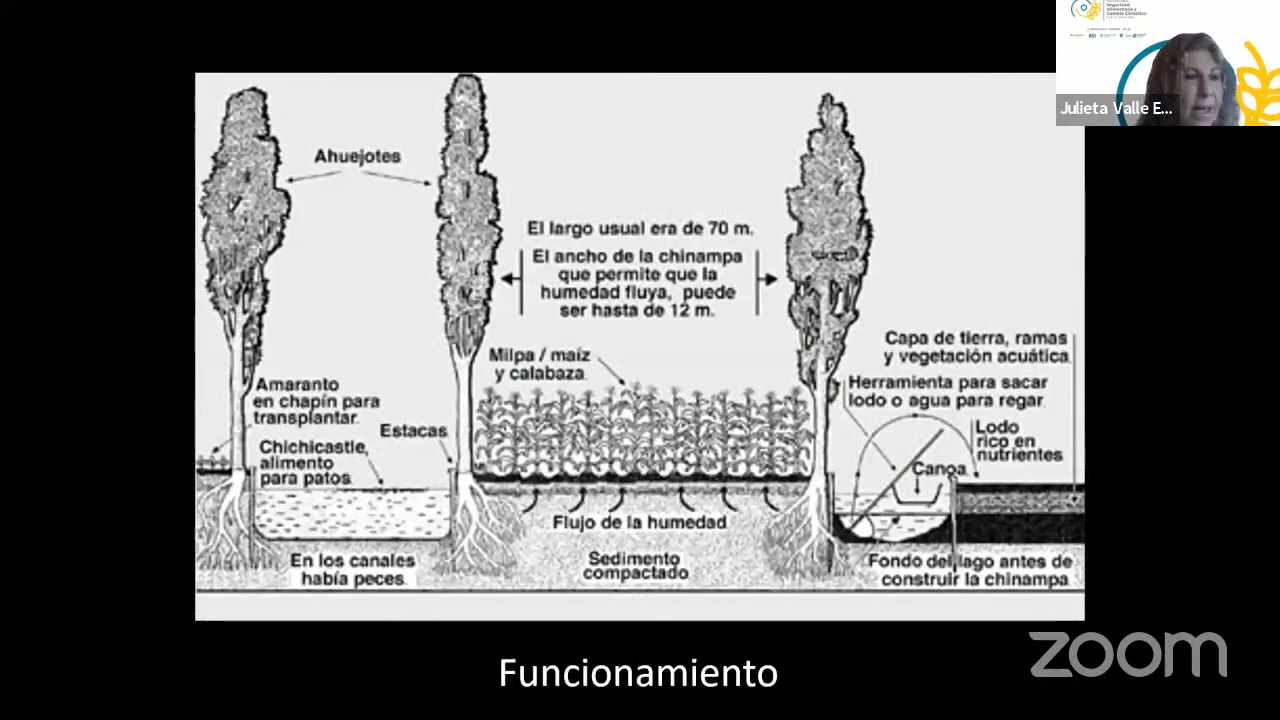 Seguridad
Alimentaria y
Cambio Climático
Julieta Valle E...
Ahuejotes
El largo usual era de 70 m.
El ancho de la chinampa
que permite que la
humedad fluya, puede
ser hasta de 12 m.
Milpa / maíz
y calabaza
Capa de tierra, ramas
y vegetación acuática
Herramienta para sacar
lodo o agua para regar
Lodo
rico en
nutrientes
Canoa
Amaranto
en chapín para
transplantar.
Estacas
Chichicastle,
alimento
para patos
Flujo de la humedad
En los canales
había peces.
Sedimento
compactado
Fondo del lago antes de
construir la chinampa
zoom
Funcionamiento